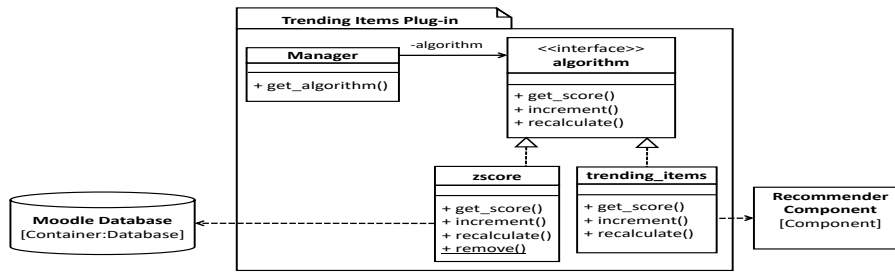 Trending Items Plug-in
Manager
+ get_algorithm()
-algorithm
<<interface>>
algorithm
+ get_score()
+ increment()
+ recalculate()
zscore
+ get_score()
+ increment()
+ recalculate()
+ remove()
trending_items
+ get_score()
+ increment()
+ recalculate()
Moodle Database
[Container:Database]
Recommender
Component
[Component]